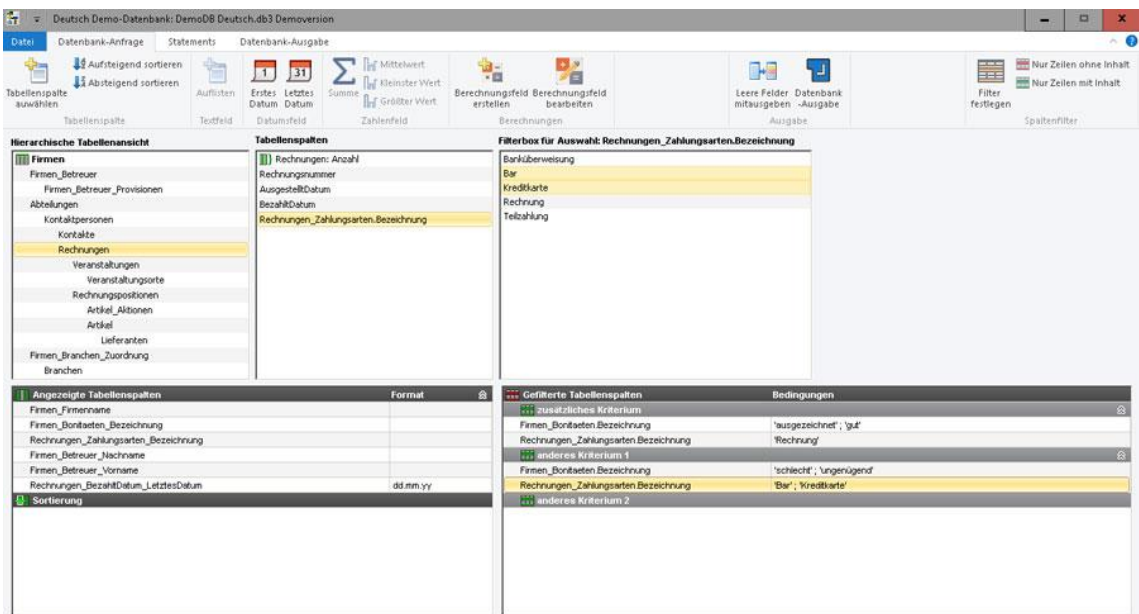 Deutsch Demo-Datenbank: DemoDB Deutsch.db3 Demoversion
Datei Datenbank-Anfrage Statements Datenbank-Ausgabe
Tabellenspalte auswählen
Aufsteigend sortieren
Absteigend sortieren
Tabellenspalte
Auflisten
Textfeld
Erstes Datum
Letztes Datum
Datumsfeld
Summe
Mittelwert
Kleinster Wert
Größter Wert
Zahlenfeld
Berechnungsfeld erstellen
Berechnungsfeld bearbeiten
Berechnungen
Leere Felder mitausgeben
Datenbank -Ausgabe
Ausgabe
Filter festlegen
Nur Zeilen ohne Inhalt
Nur Zeilen mit Inhalt
Spaltenfilter
Hierarchische Tabellenansicht
Firmen
Firmen_Betreuer
Firmen_Betreuer_Provisionen
Abteilungen
Kontaktpersonen
Kontakte
Rechnungen
Veranstaltungen
Veranstaltungsorte
Rechnungspositionen
Artikel_Aktionen
Artikel
Lieferanten
Firmen_Branchen_Zuordnung
Branchen
Tabellenspalten
Rechnungen: Anzahl
Rechnungsnummer
AusgestelltDatum
BezahltDatum
Rechnungen_Zahlungsarten.Bezeichnung
Filterbox für Auswahl: Rechnungen_Zahlungsarten.Bezeichnung
Banküberweisung
Bar
Kreditkarte
Rechnung
Teilzahlung
Angezeigte Tabellenspalten Format
Firmen_Firmenname
Firmen_Bonitaeten_Bezeichnung
Rechnungen_Zahlungsarten_Bezeichnung
Firmen_Betreuer_Nachname
Firmen_Betreuer_Vorname
Rechnungen_BezahltDatum_LetztesDatum dd.mm.yy
Sortierung
Gefilterte Tabellenspalten Bedingungen
zusätzliches Kriterium
Firmen_Bonitaeten.Bezeichnung 'ausgezeichnet' ; 'gut'
Rechnungen_Zahlungsarten.Bezeichnung 'Rechnung'
anderes Kriterium 1
Firmen_Bonitaeten.Bezeichnung 'schlecht' ; 'ungenügend'
Rechnungen_Zahlungsarten.Bezeichnung 'Bar' ; 'Kreditkarte'
anderes Kriterium 2